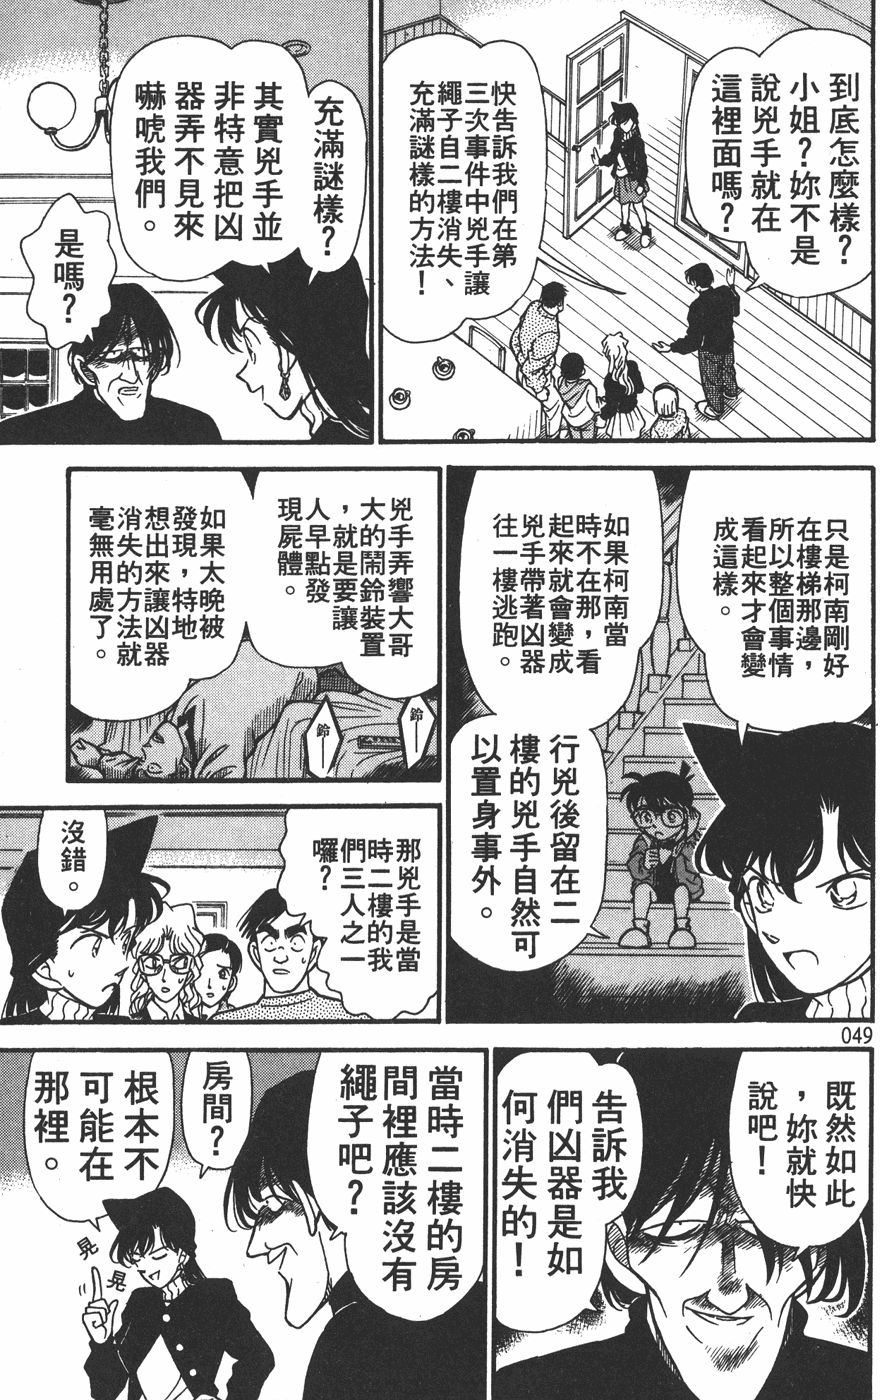 到底怎麼樣？
小姐？妳不是
說兇手就在
這裡面嗎？
快告訴我們在第
三次事件中兇手讓
繩子自二樓消失、
充滿謎樣的方法！
充滿謎樣？
其實兇手並
非特意把凶
器弄不見來
嚇唬我們。
是嗎？
只是柯南剛好
在樓梯那邊，
所以整個事情
看起來才會變
成這樣。
如果柯南當
時不在那，看
起來就會變成
兇手帶著凶器
往一樓逃跑。
行兇後留在二
樓的兇手自然可
以置身事外。
兇手弄響大哥
大的鬧鈴裝置
，就是要讓
人早點發
現屍體。
如果太晚被
發現，特地
想出來讓凶器
消失的方法就
毫無用處了。
鈴
鈴
那兇手是當
時二樓的我
們三人之一
囉？
沒錯。
049
既然如此
，妳就快
說吧！
告訴我
們凶器是如
何消失的！
當時二樓的房
間裡應該沒有
繩子吧？
房間？
根本不
可能在
那裡。
晃
晃